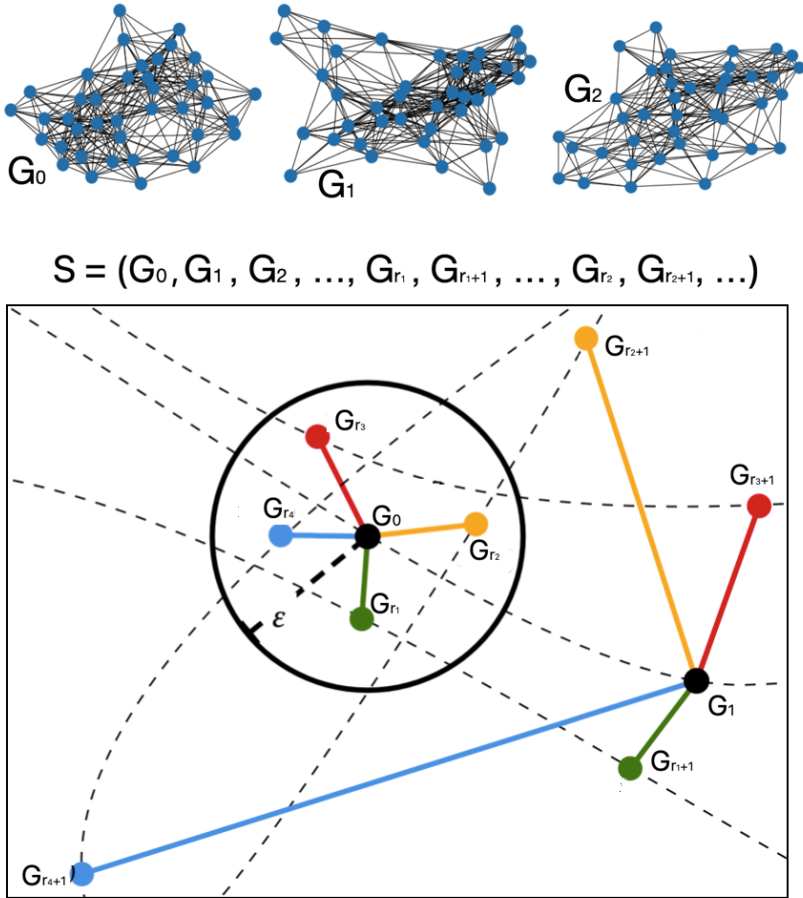 G₀
G₁
G₂
S = (G₀, G₁, G₂, ..., Gr₁, Gr₁+1, ..., Gr₂, Gr₂+1, ...)
Gr₂+1
Gr₃
Gr₃+1
Gr₄
G₀
Gr₂
Gr₁
ε
G₁
Gr₁+1
Gr₄+1